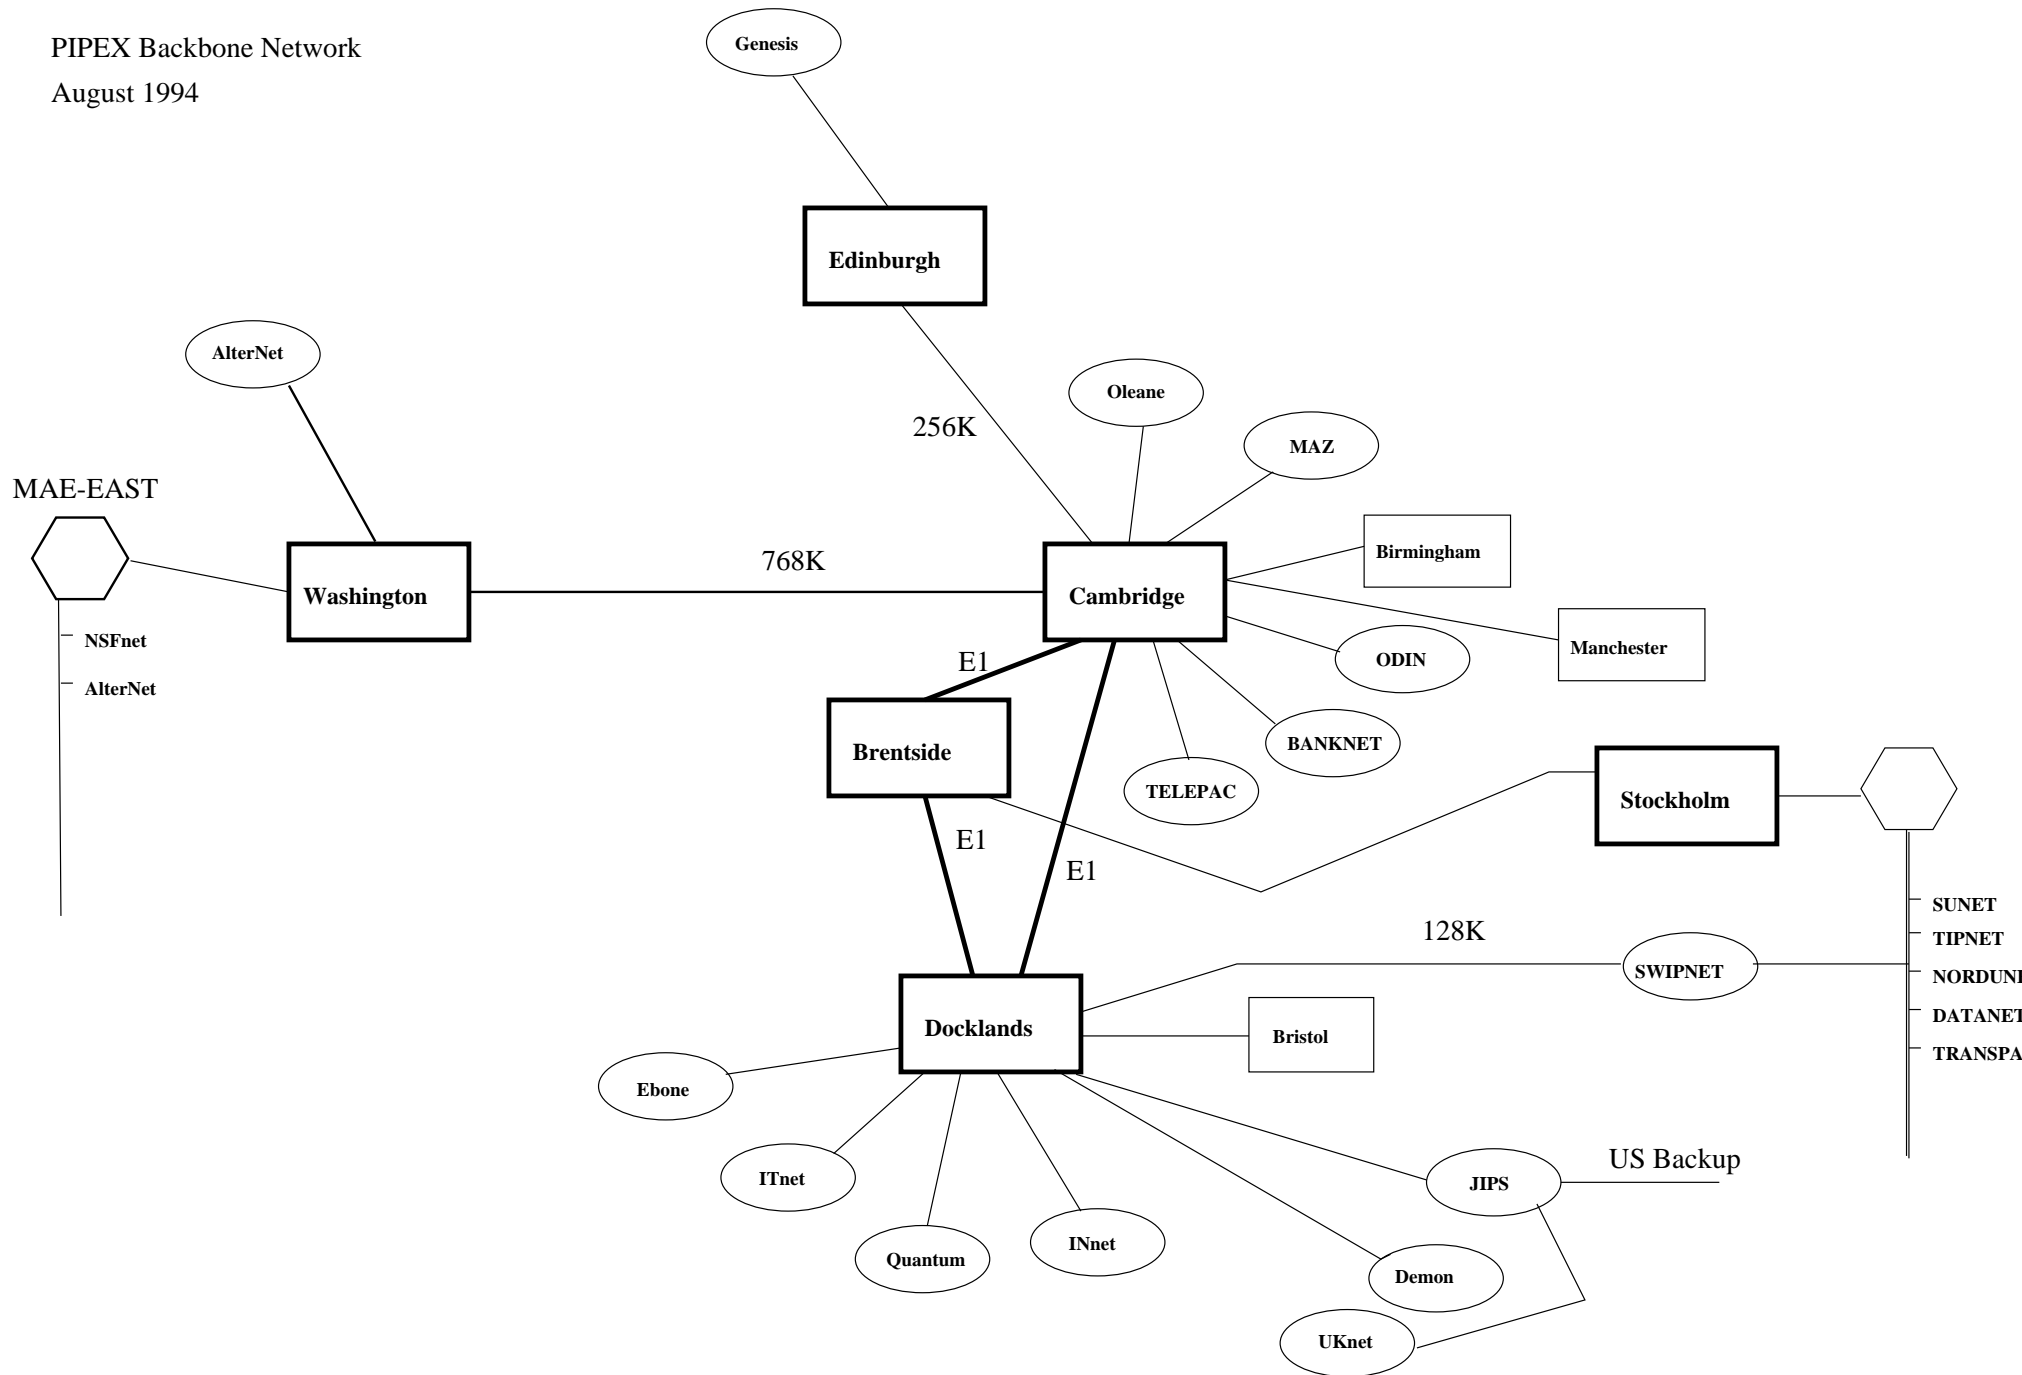 PIPEX Backbone Network
August 1994
Genesis
Edinburgh
AlterNet
256K
Oleane
MAZ
MAE-EAST
768K
Birmingham
Washington
Cambridge
NSFnet
AlterNet
E1
ODIN
Manchester
Brentside
BANKNET
TELEPAC
Stockholm
E1
E1
SUNET
128K
TIPNET
SWIPNET
DATANET
TRANSPA
Docklands
Bristol
Ebone
ITnet
US Backup
JIPS
Quantum
INnet
Demon
UKnet